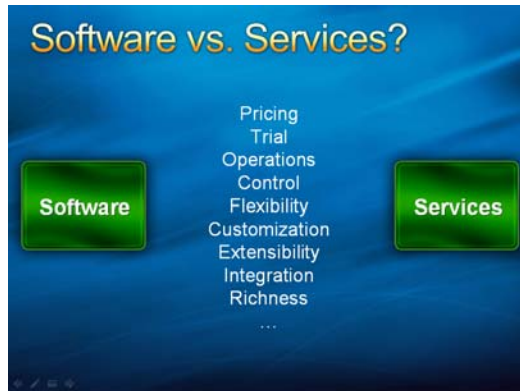 Software vs. Services?
Pricing
Trial
Operations
Control
Software
Flexibility
Services
Customization
Extensibility
Integration
Richness
...